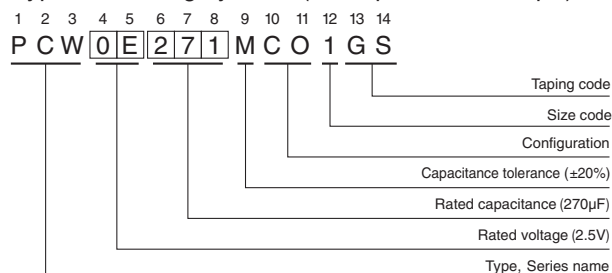 1 2 3 4 5 6 7 8 9 10 11 12 13 14
P C W 0 E 2 7 1 M C O 1 G S
Taping code
Size code
Configuration
Capacitance tolerance (±20%)
Rated capacitance (270μF)
Rated voltage (2.5V)
Type, Series name